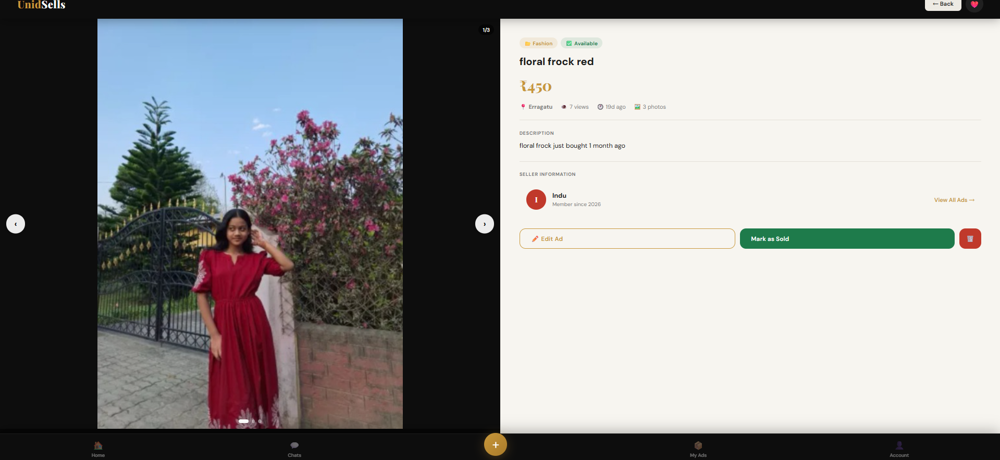 UnidSells
← Back
1/3
Fashion
Available
floral frock red
₹450
Erragatu
7 views
19d ago
3 photos
DESCRIPTION
floral frock just bought 1 month ago
SELLER INFORMATION
I
Indu
Member since 2026
View All Ads →
Edit Ad
Mark as Sold
Home
Chats
+
My Ads
Account